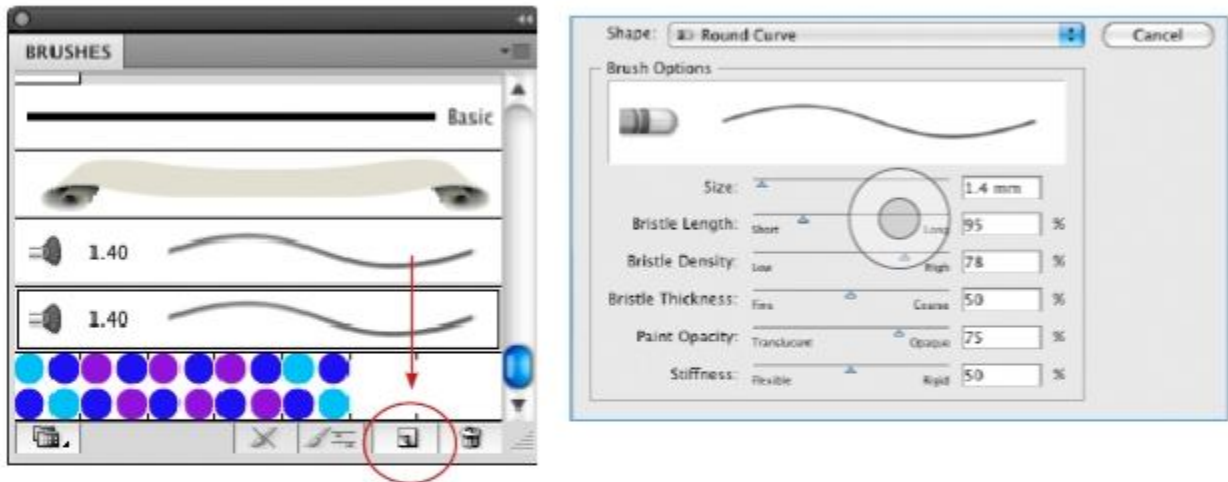 BRUSHES
Basic
1.40
1.40
Shape: Round Curve
Cancel
Brush Options
Size: 1.4 mm
Bristle Length: Short Long 95 %
Bristle Density: Low High 78 %
Bristle Thickness: Fine Coarse 50 %
Paint Opacity: Translucent Opaque 75 %
Stiffness: Flexible Rigid 50 %